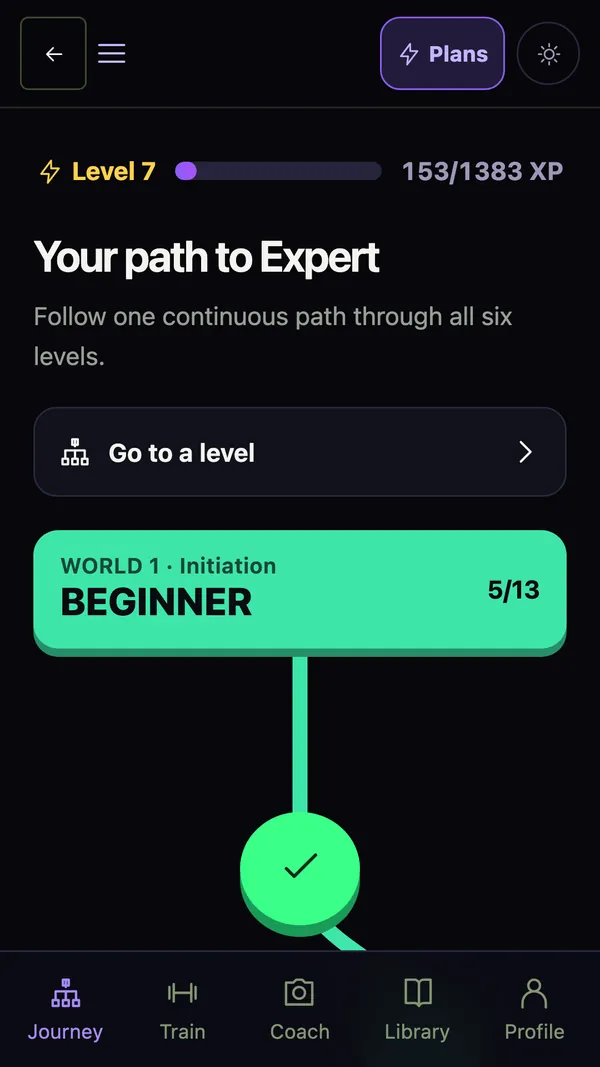 Plans
Level 7
153/1383 XP
Your path to Expert
Follow one continuous path through all six
levels.
Go to a level
WORLD 1 · Initiation
BEGINNER
5/13
Journey
Train
Coach
Library
Profile